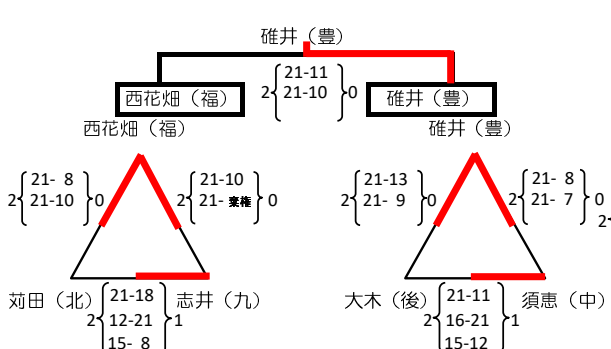 碓井（豊）
21-11
2 21-10 0
西花畑（福） 碓井（豊）
西花畑（福） 碓井（豊）
21- 8 21-10 21-13 21- 8
2 21-10 0 2 21- 棄権 0 2 21- 9 0 2 21- 7 0
2
苅田（北） 21-18 志井（九） 大木（後） 21-11 須恵（中）
2 12-21 1 2 16-21 1
15- 8 15-12